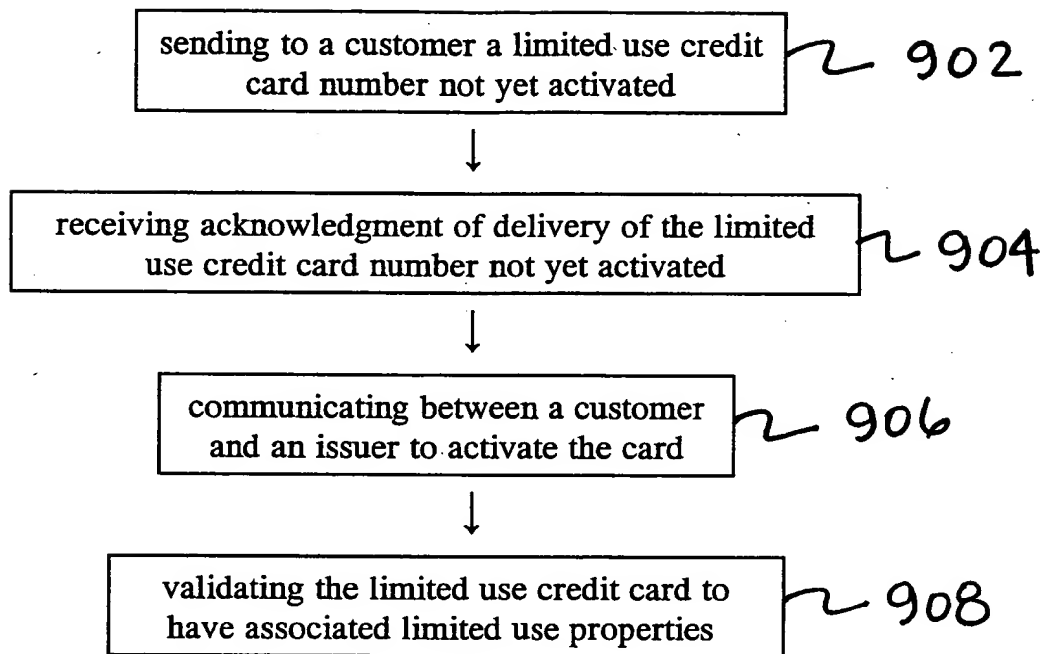 sending to a customer a limited use credit
card number not yet activated
902
↓
receiving acknowledgment of delivery of the limited
use credit card number not yet activated
904
↓
communicating between a customer
and an issuer to activate the card
906
↓
validating the limited use credit card to
have associated limited use properties
908